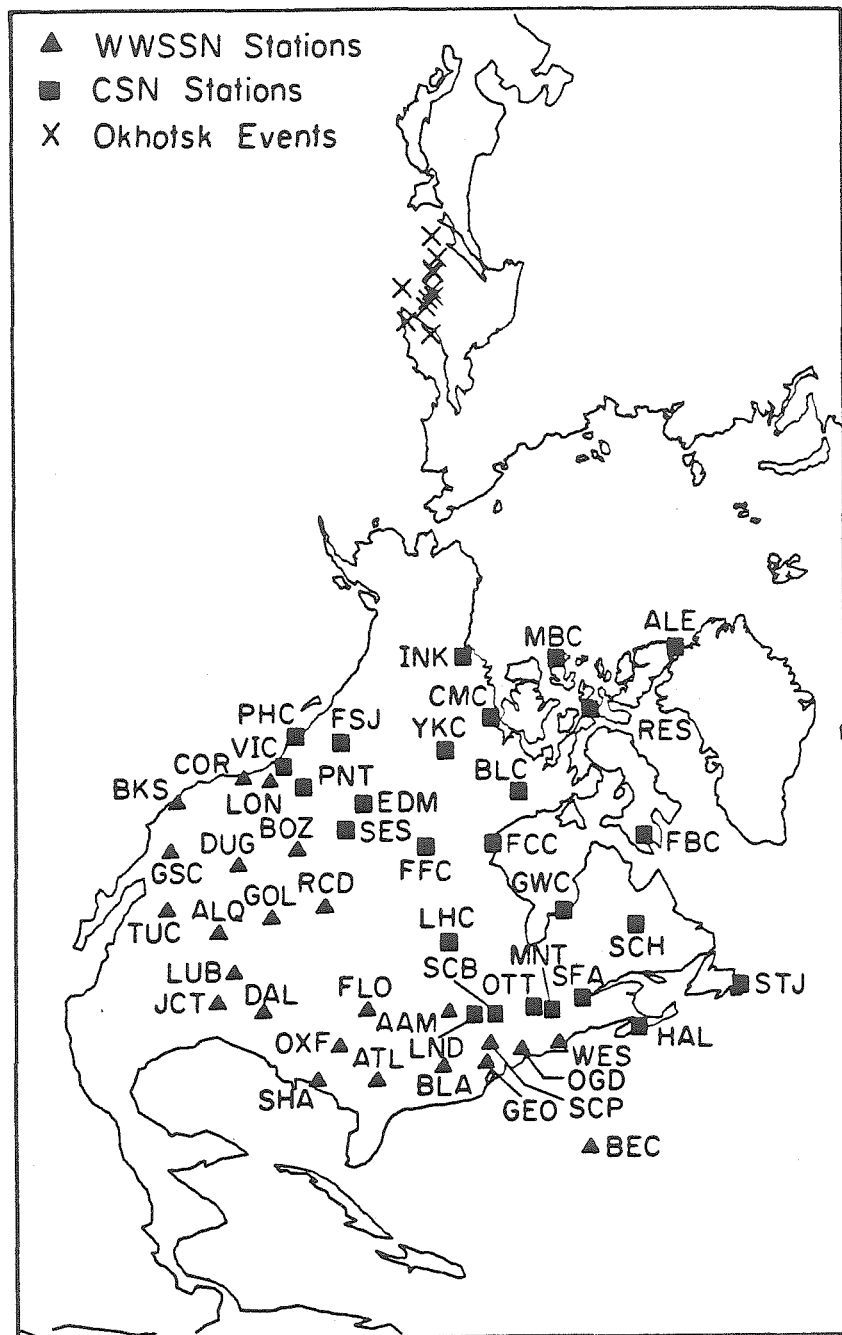 WWSSN Stations
CSN Stations
Okhotsk Events
ALE
MBC
INK
CMC
RES
PHC
FSJ
YKC
VIC
COR
PNT
BLC
BKS
LON
EDM
BOZ
SES
FBC
DUG
FCC
GSC
FFC
RCD
GWC
GOL
ALQ
TUC
LHC
SCH
MNT
SCB
SFA
LUB
OTT
STJ
JCT
DAL
FLO
AAM
HAL
OXF
LND
WES
ATL
BLA
OGD
SHA
GEO
SCP
BEC